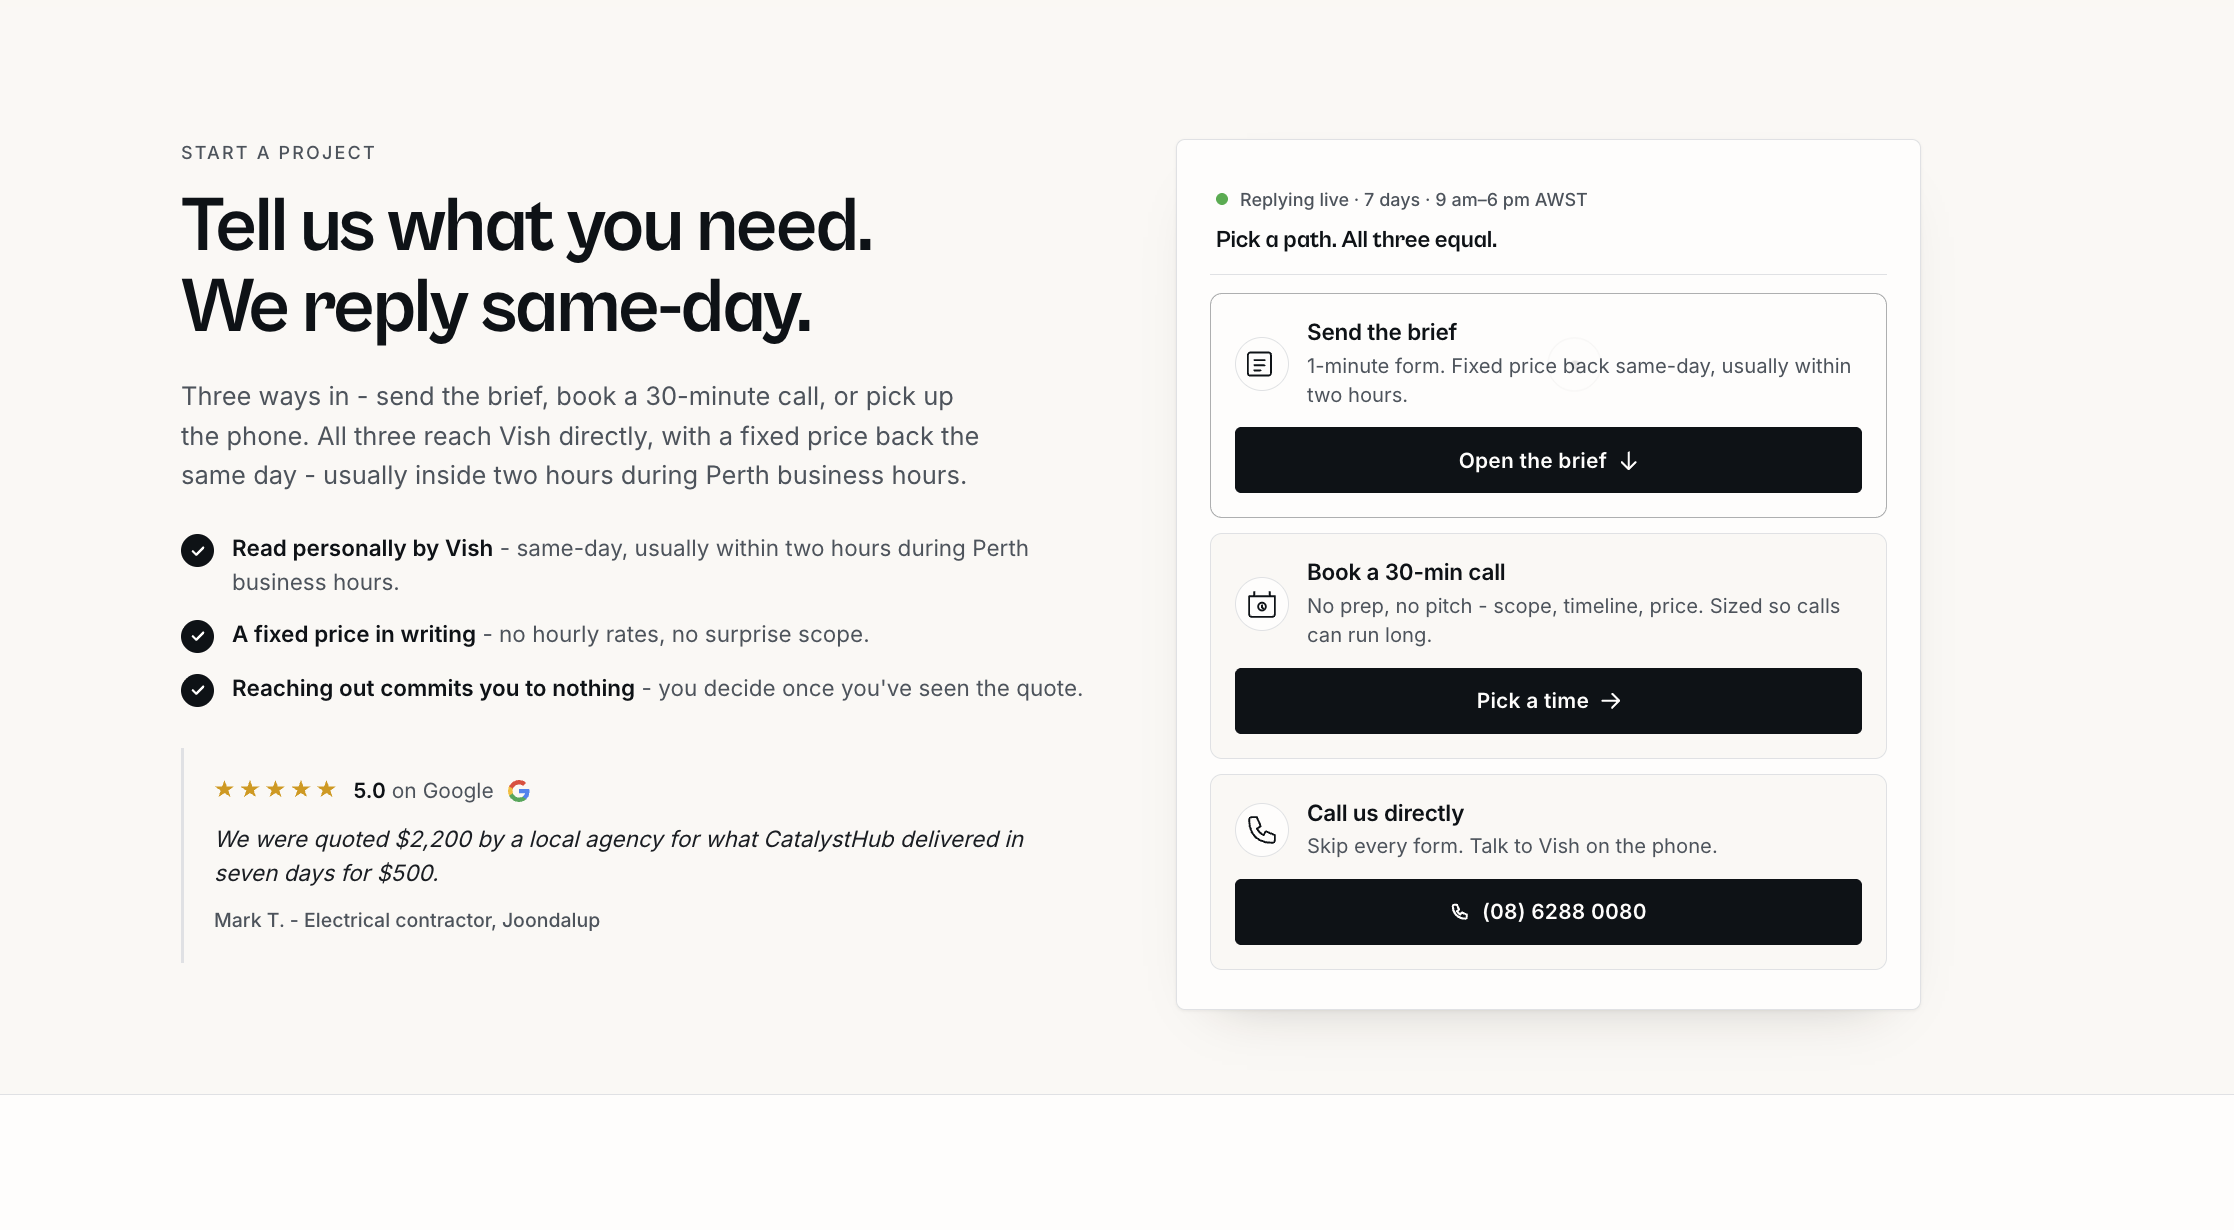 START A PROJECT
Tell us what you need.
We reply same-day.
Three ways in - send the brief, book a 30-minute call, or pick up
the phone. All three reach Vish directly, with a fixed price back the
same day - usually inside two hours during Perth business hours.
Read personally by Vish - same-day, usually within two hours during Perth
business hours.
A fixed price in writing - no hourly rates, no surprise scope.
Reaching out commits you to nothing - you decide once you've seen the quote.
5.0 on Google
We were quoted $2,200 by a local agency for what CatalystHub delivered in
seven days for $500.
Mark T. - Electrical contractor, Joondalup
Replying live · 7 days · 9 am–6 pm AWST
Pick a path. All three equal.
Send the brief
1-minute form. Fixed price back same-day, usually within
two hours.
Open the brief
Book a 30-min call
No prep, no pitch - scope, timeline, price. Sized so calls
can run long.
Pick a time
Call us directly
Skip every form. Talk to Vish on the phone.
(08) 6288 0080